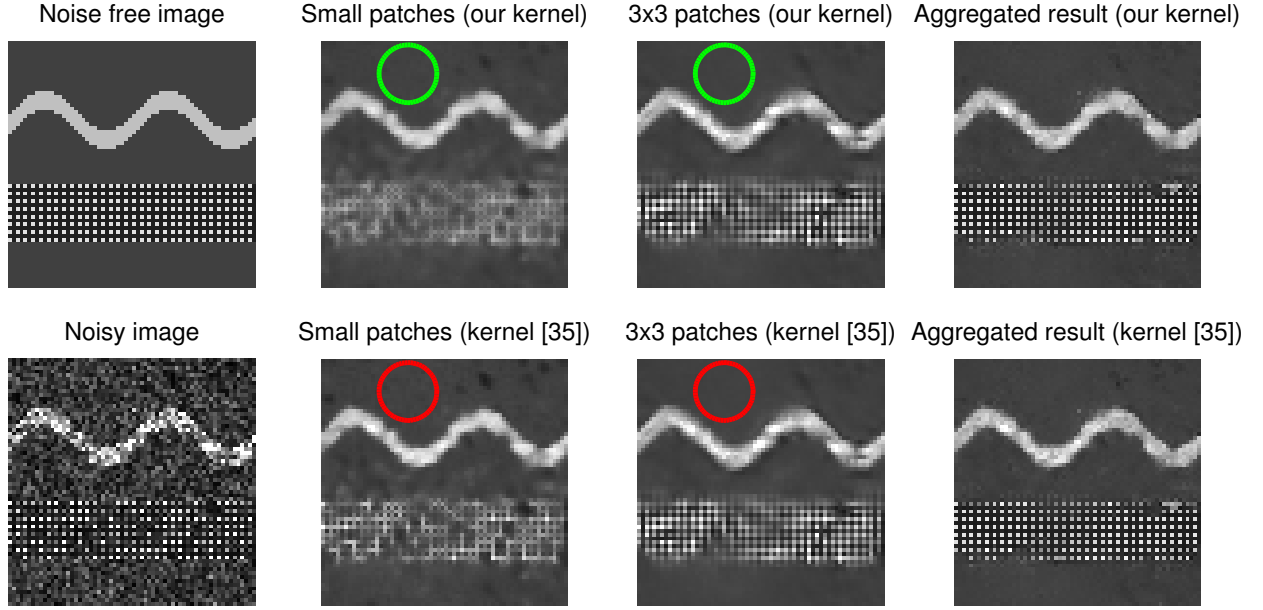 Noise free image
Small patches (our kernel)
3x3 patches (our kernel)
Aggregated result (our kernel)
Noisy image
Small patches (kernel [35])
3x3 patches (kernel [35])
Aggregated result (kernel [35])